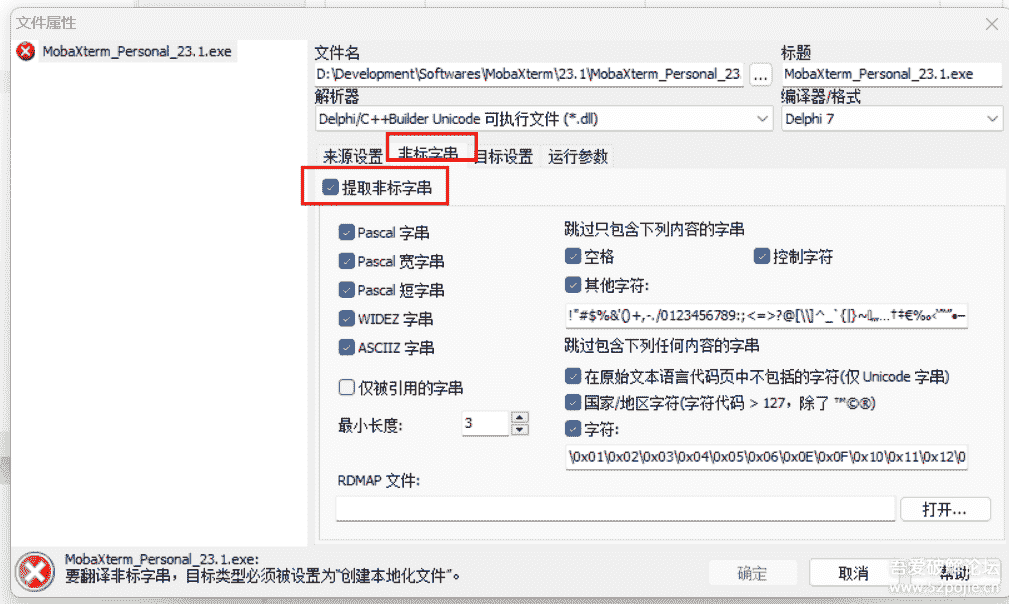 文件属性
MobaXterm_Personal_23.1.exe
文件名
标题
D:\Development\Softwares\MobaXterm\23.1\MobaXterm_Personal_23
...
MobaXterm_Personal_23.1.exe
解析器
编译器/格式
Delphi/C++Builder Unicode 可执行文件 (*.dll)
Delphi 7
来源设置 非标字串 目标设置 运行参数
提取非标字串
Pascal 字串
Pascal 宽字串
Pascal 短字串
WIDEZ 字串
ASCIIZ 字串
仅被引用的字串
最小长度:
3
跳过只包含下列内容的字串
空格
控制字符
其他字符:
!"#$%&'()+,-./0123456789:;<=>?@[\\]^_`{|}~
跳过包含下列任何内容的字串
在原始文本语言代码页中不包括的字符(仅 Unicode 字串)
国家/地区字符(字符代码 > 127，除了 ™©®)
字符:
\0x01\0x02\0x03\0x04\0x05\0x06\0x0E\0x0F\0x10\0x11\0x12\0
RDMAP 文件:
打开...
MobaXterm_Personal_23.1.exe:
要翻译非标字串，目标类型必须被设置为“创建本地化文件”。
确定
取消
帮助
吾爱破解论坛
www.52pojie.cn